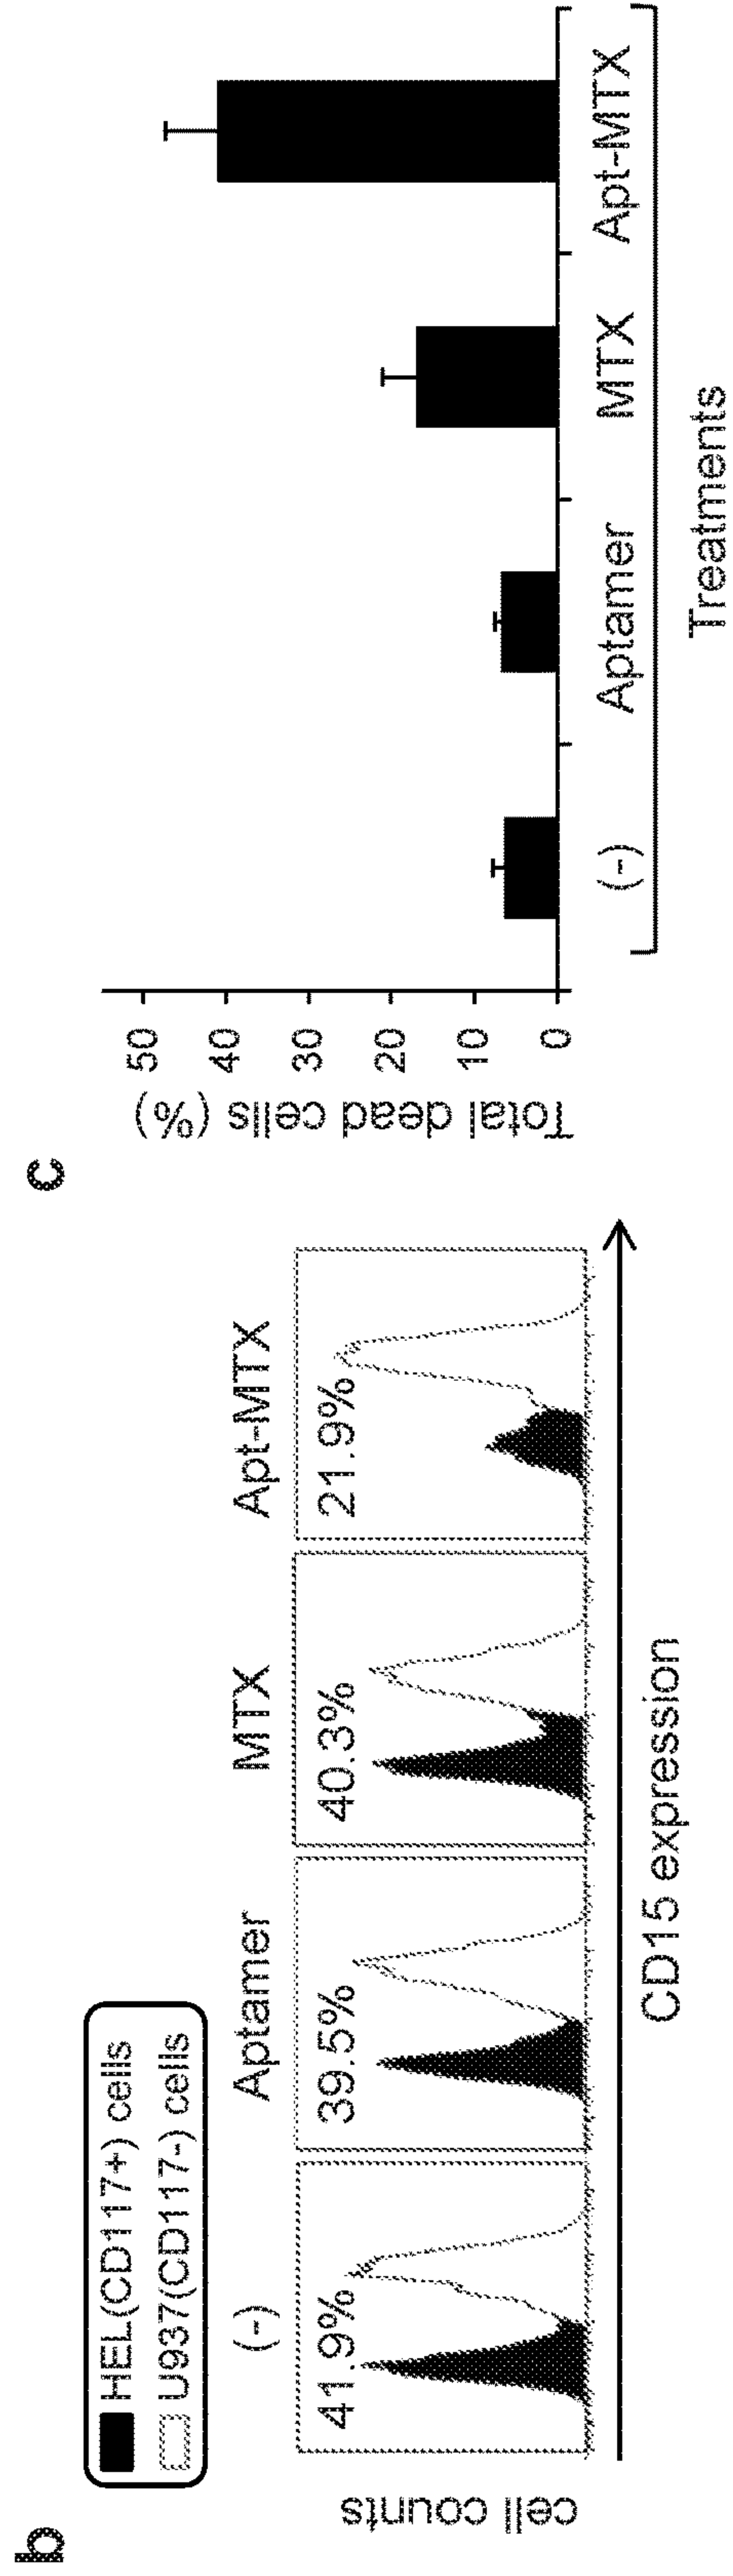 b
HEL(CD117+) cells
U937(CD117-) cells
(-)
Aptamer
MTX
Apt-MTX
41.9%
39.5%
40.3%
21.9%
cell counts
CD15 expression
c
Total dead cells (%)
50
40
30
20
10
0
(-)
Aptamer
MTX
Apt-MTX
Treatments